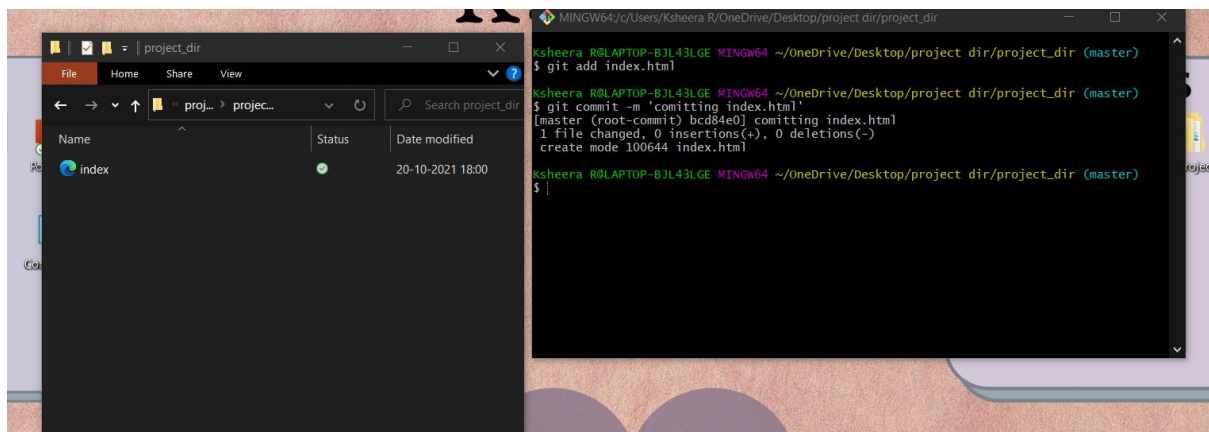 project_dir
File Home Share View
proj... > projec...
Search project_dir
Name Status Date modified
index 20-10-2021 18:00
MINGW64:/c/Users/Ksheera R/OneDrive/Desktop/project dir/project_dir
Ksheera R@LAPTOP-BJL43LGE MINGW64 ~/OneDrive/Desktop/project dir/project_dir (master)
$ git add index.html
Ksheera R@LAPTOP-BJL43LGE MINGW64 ~/OneDrive/Desktop/project dir/project_dir (master)
$ git commit -m 'comitting index.html'
[master (root-commit) bcd84e0] comitting index.html
1 file changed, 0 insertions(+), 0 deletions(-)
create mode 100644 index.html
Ksheera R@LAPTOP-BJL43LGE MINGW64 ~/OneDrive/Desktop/project dir/project_dir (master)
$